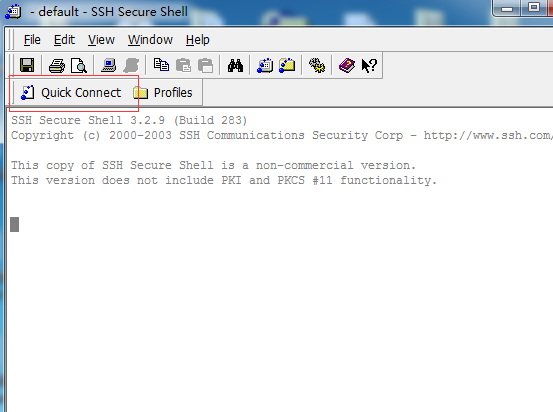 - default - SSH Secure Shell
File Edit View Window Help
Quick Connect Profiles
SSH Secure Shell 3.2.9 (Build 283)
Copyright (c) 2000-2003 SSH Communications Security Corp - http://www.ssh.com/
This copy of SSH Secure Shell is a non-commercial version.
This version does not include PKI and PKCS #11 functionality.